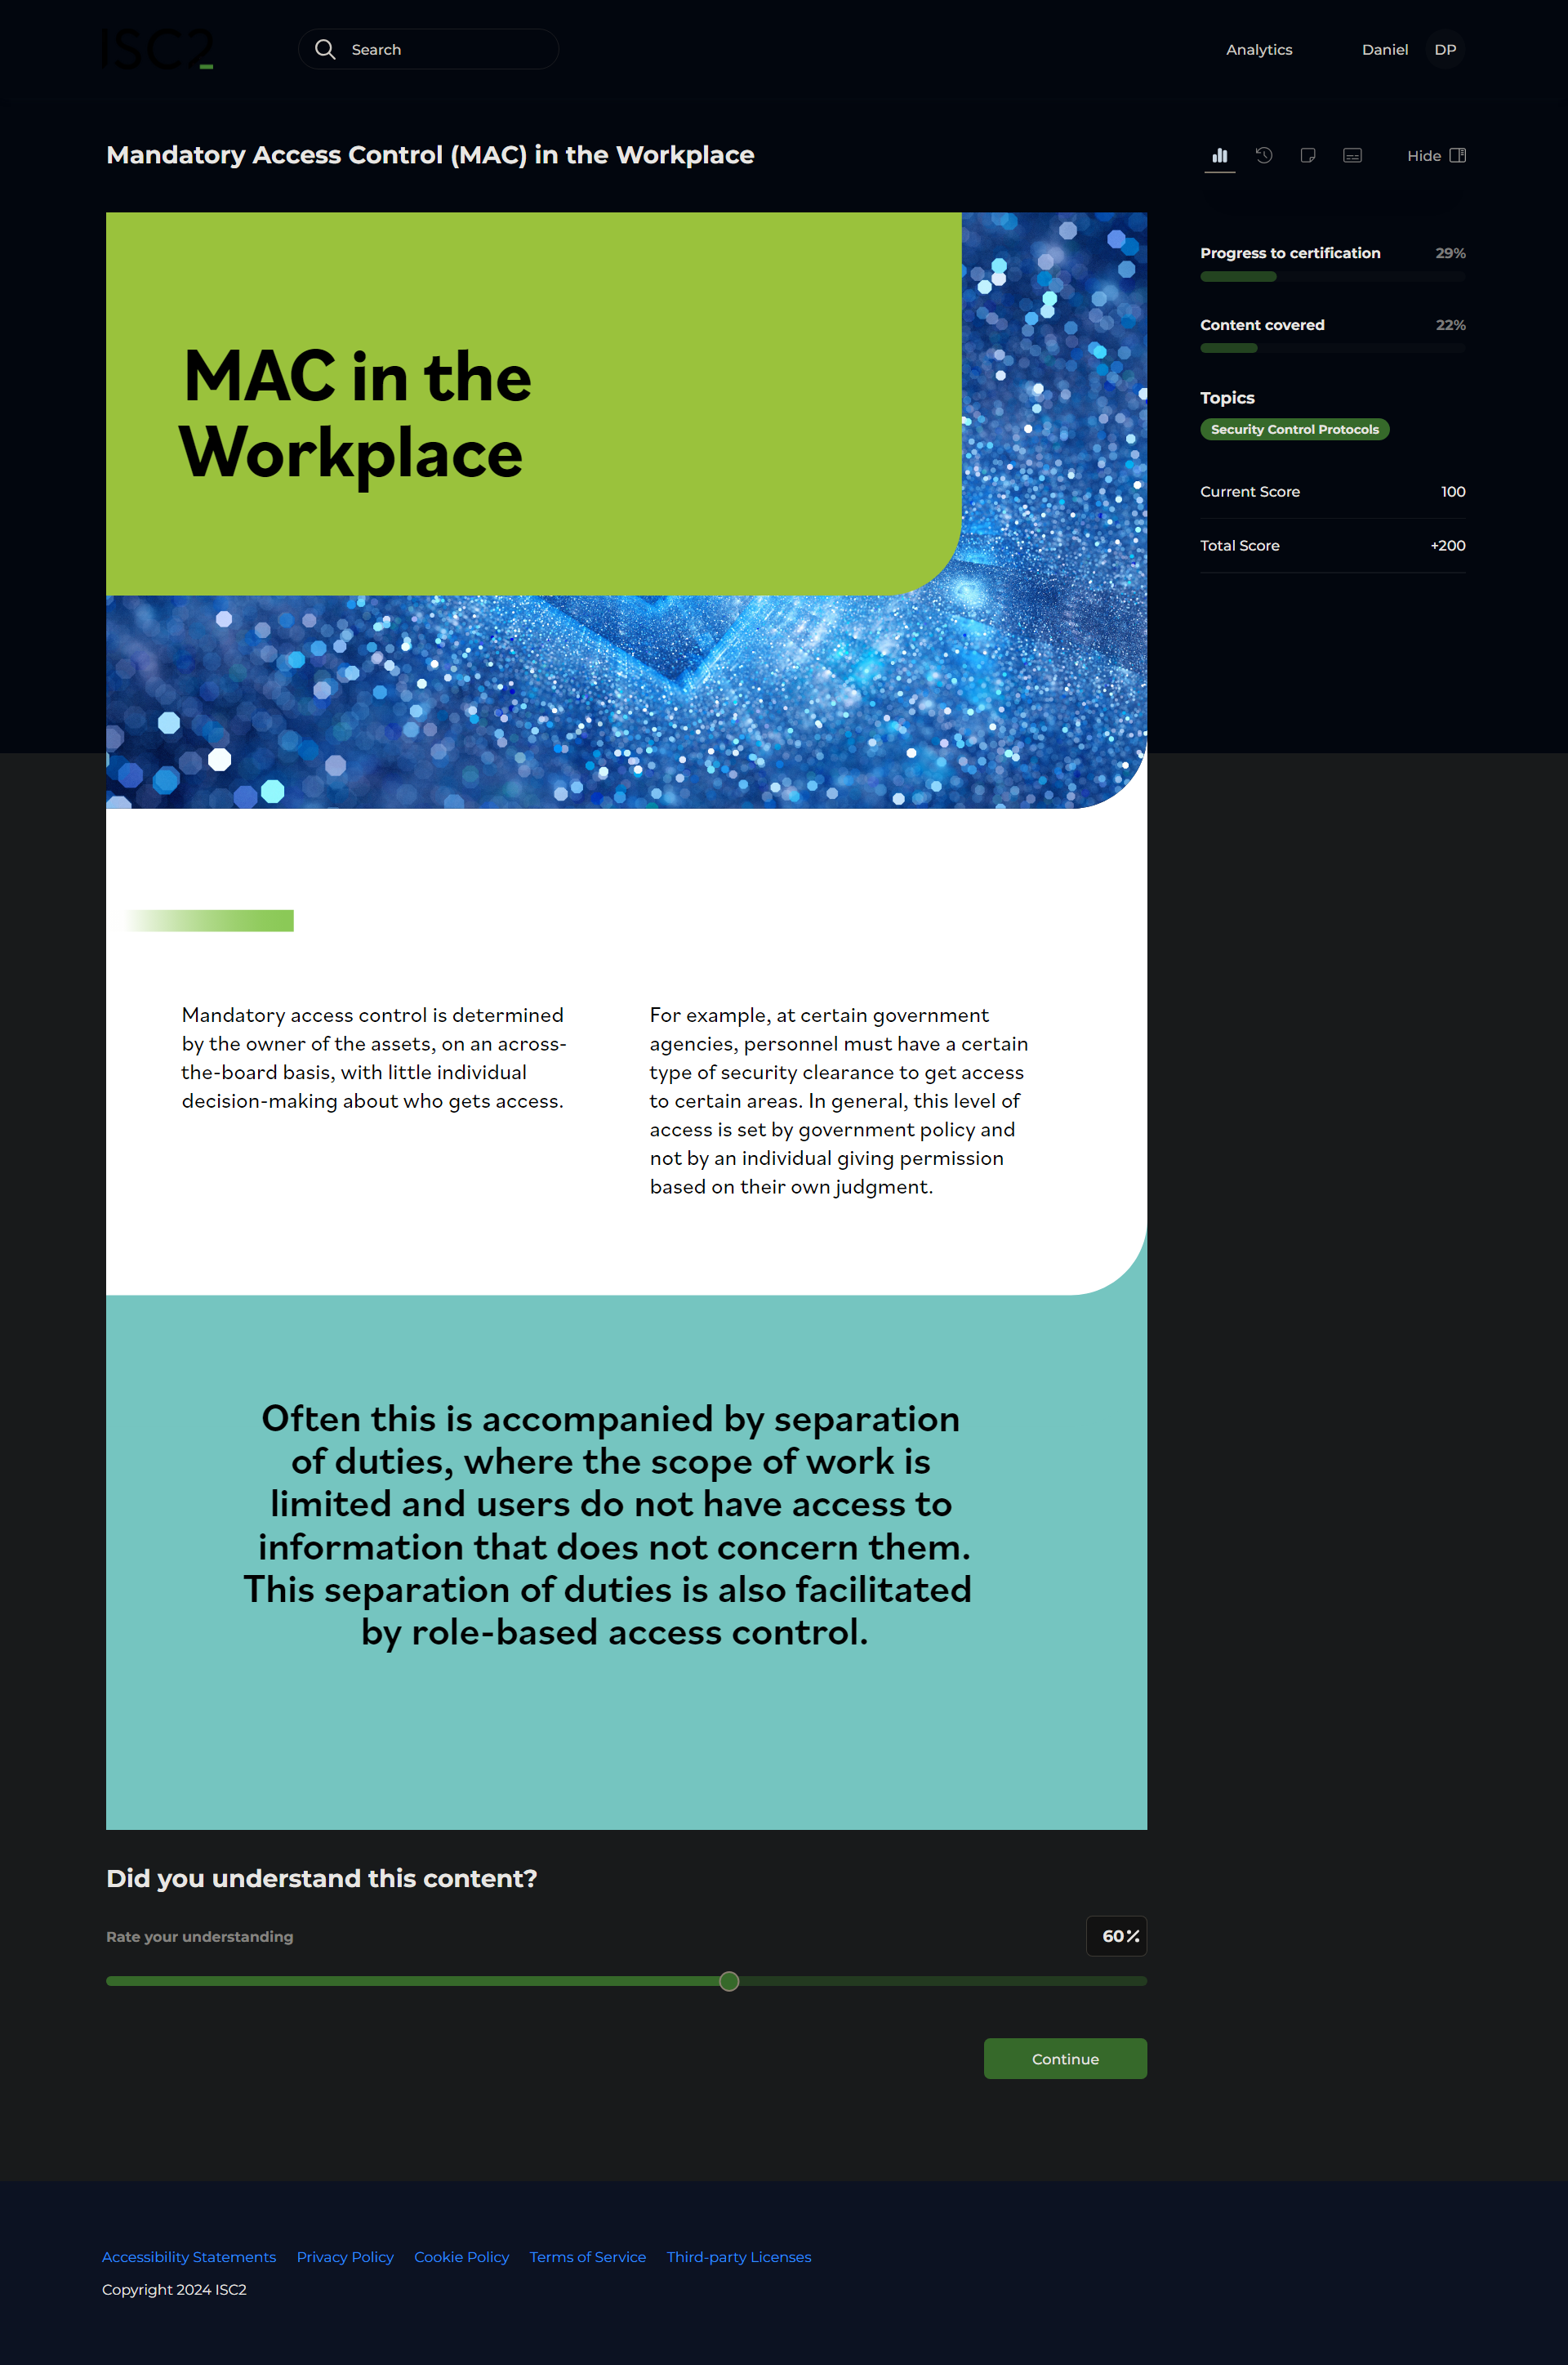 ISC2
Search
Analytics
Daniel
DP
Mandatory Access Control (MAC) in the Workplace
Hide
MAC in the
Workplace
Progress to certification
29%
Content covered
22%
Topics
Security Control Protocols
Current Score
100
Total Score
+200
Mandatory access control is determined
by the owner of the assets, on an across-
the-board basis, with little individual
decision-making about who gets access.
For example, at certain government
agencies, personnel must have a certain
type of security clearance to get access
to certain areas. In general, this level of
access is set by government policy and
not by an individual giving permission
based on their own judgment.
Often this is accompanied by separation
of duties, where the scope of work is
limited and users do not have access to
information that does not concern them.
This separation of duties is also facilitated
by role-based access control.
Did you understand this content?
Rate your understanding
60%
Continue
Accessibility Statements Privacy Policy Cookie Policy Terms of Service Third-party Licenses
Copyright 2024 ISC2